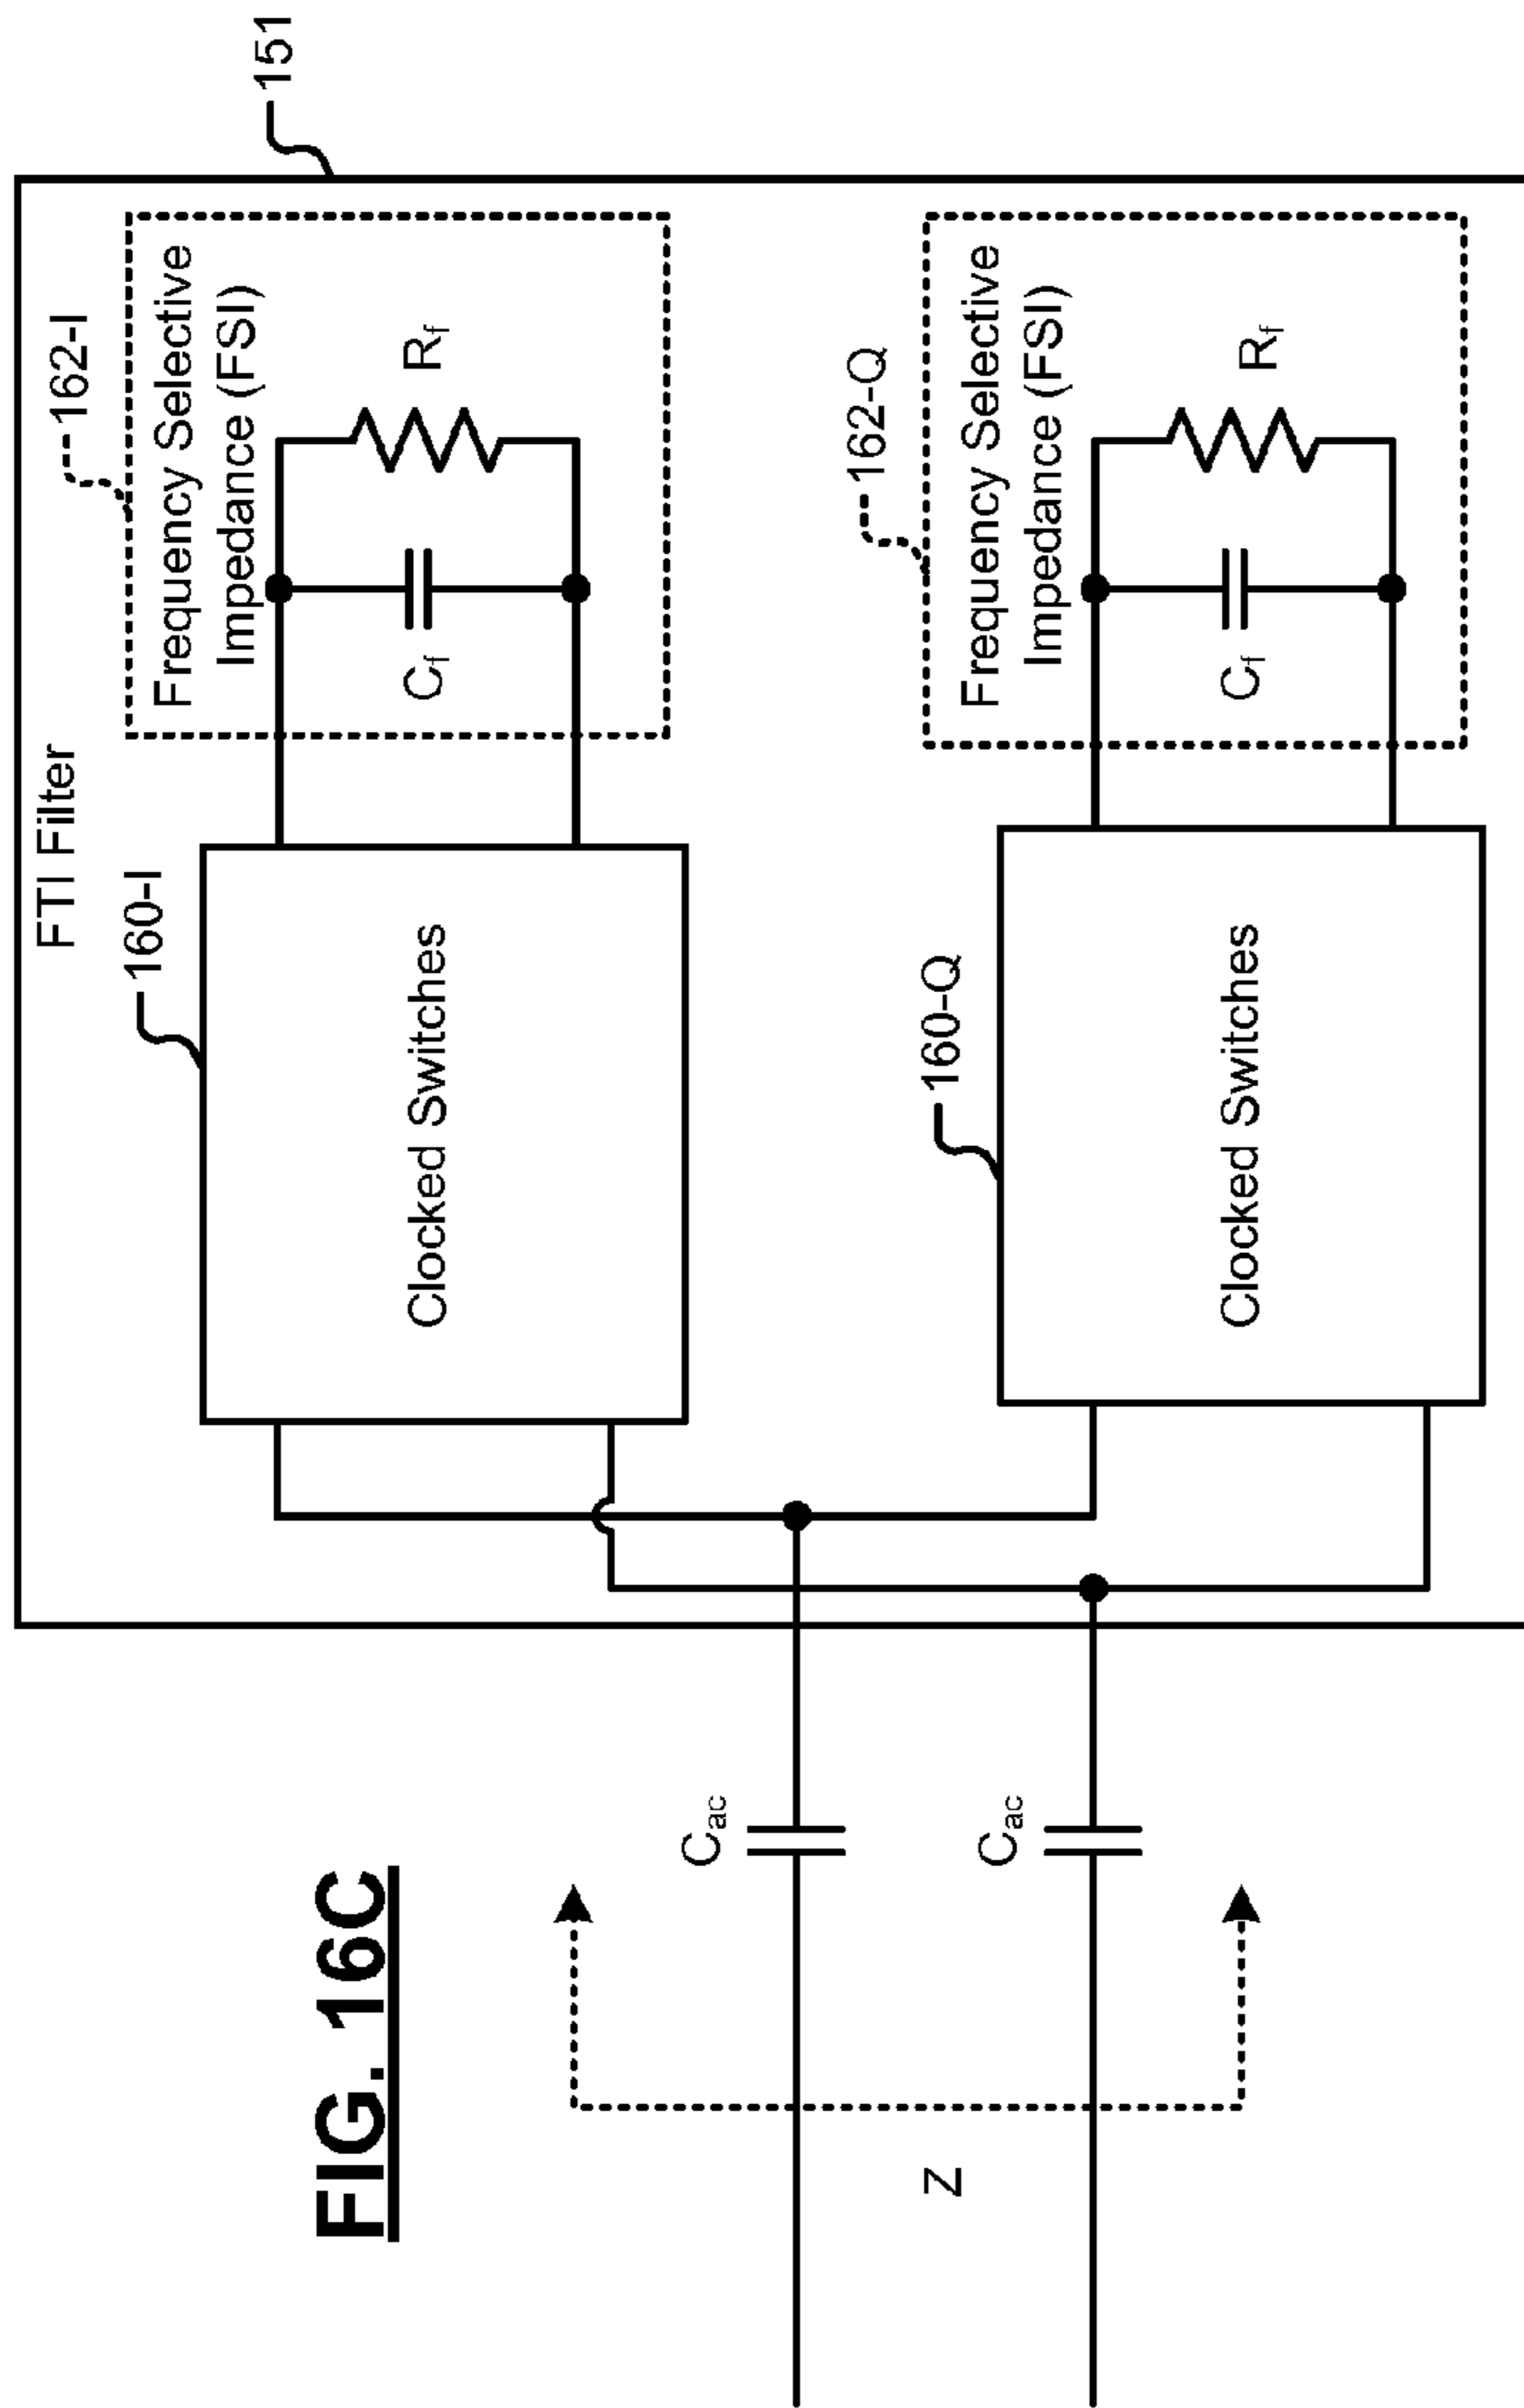 FIG. 16C
151
FTI Filter
160-I
Clocked Switches
162-I
Frequency Selective
Impedance (FSI)
Cf
Rf
Cac
Z
Cac
160-Q
Clocked Switches
162-Q
Frequency Selective
Impedance (FSI)
Cf
Rf